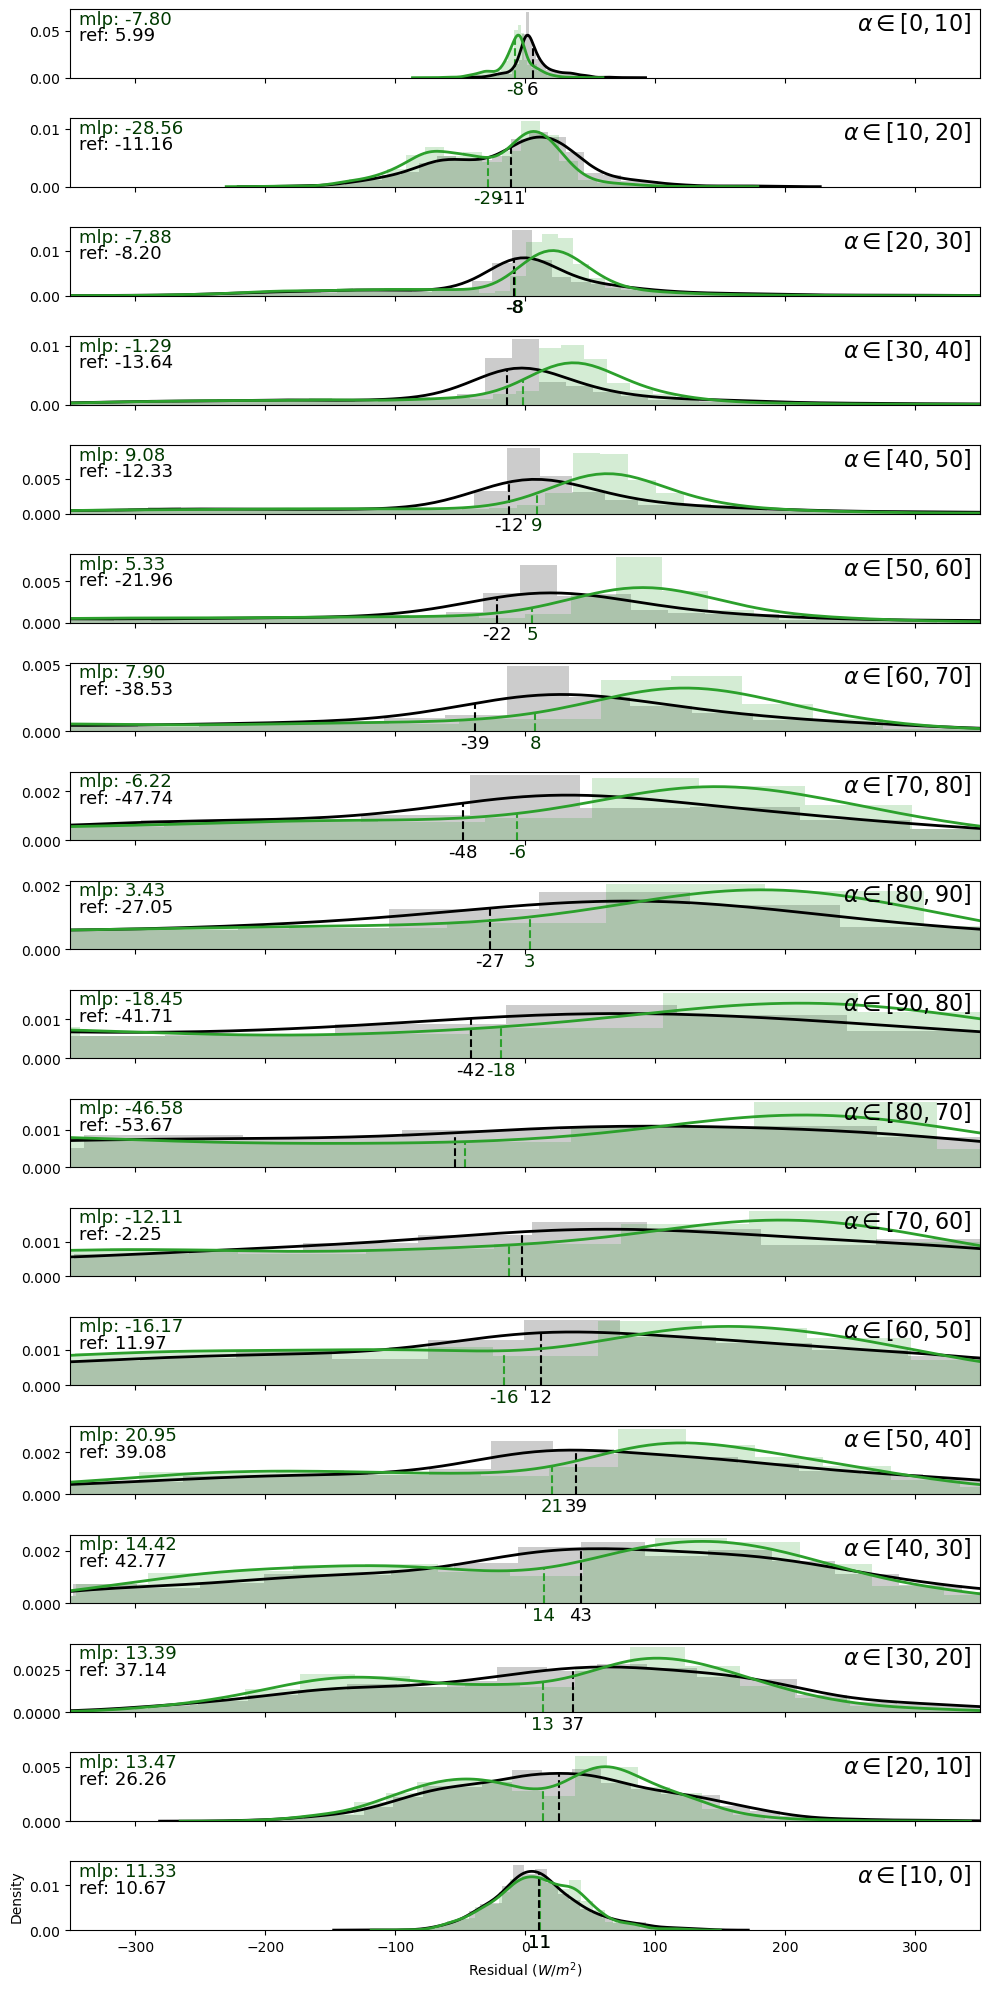 mlp: -7.80
ref: 5.99
α ∈ [0, 10]
0.05
0.00
-8 6
mlp: -28.56
ref: -11.16
α ∈ [10, 20]
0.01
0.00
-29 -11
mlp: -7.88
ref: -8.20
α ∈ [20, 30]
0.01
0.00
-8
mlp: -1.29
ref: -13.64
α ∈ [30, 40]
0.01
0.00
mlp: 9.08
ref: -12.33
α ∈ [40, 50]
0.005
0.000
-12 9
mlp: 5.33
ref: -21.96
α ∈ [50, 60]
0.005
0.000
-22 5
mlp: 7.90
ref: -38.53
α ∈ [60, 70]
0.005
0.000
-39 8
mlp: -6.22
ref: -47.74
α ∈ [70, 80]
0.002
0.000
-48 -6
mlp: 3.43
ref: -27.05
α ∈ [80, 90]
0.002
0.000
-27 3
mlp: -18.45
ref: -41.71
α ∈ [90, 80]
0.001
0.000
-42 -18
mlp: -46.58
ref: -53.67
α ∈ [80, 70]
0.001
0.000
mlp: -12.11
ref: -2.25
α ∈ [70, 60]
0.001
0.000
mlp: -16.17
ref: 11.97
α ∈ [60, 50]
0.001
0.000
-16 12
mlp: 20.95
ref: 39.08
α ∈ [50, 40]
0.002
0.000
21 39
mlp: 14.42
ref: 42.77
α ∈ [40, 30]
0.002
0.000
14 43
mlp: 13.39
ref: 37.14
α ∈ [30, 20]
0.0025
0.0000
13 37
mlp: 13.47
ref: 26.26
α ∈ [20, 10]
0.005
0.000
mlp: 11.33
ref: 10.67
α ∈ [10, 0]
0.01
0.00
Density
11
−300 −200 −100 0 100 200 300
Residual (W/m²)